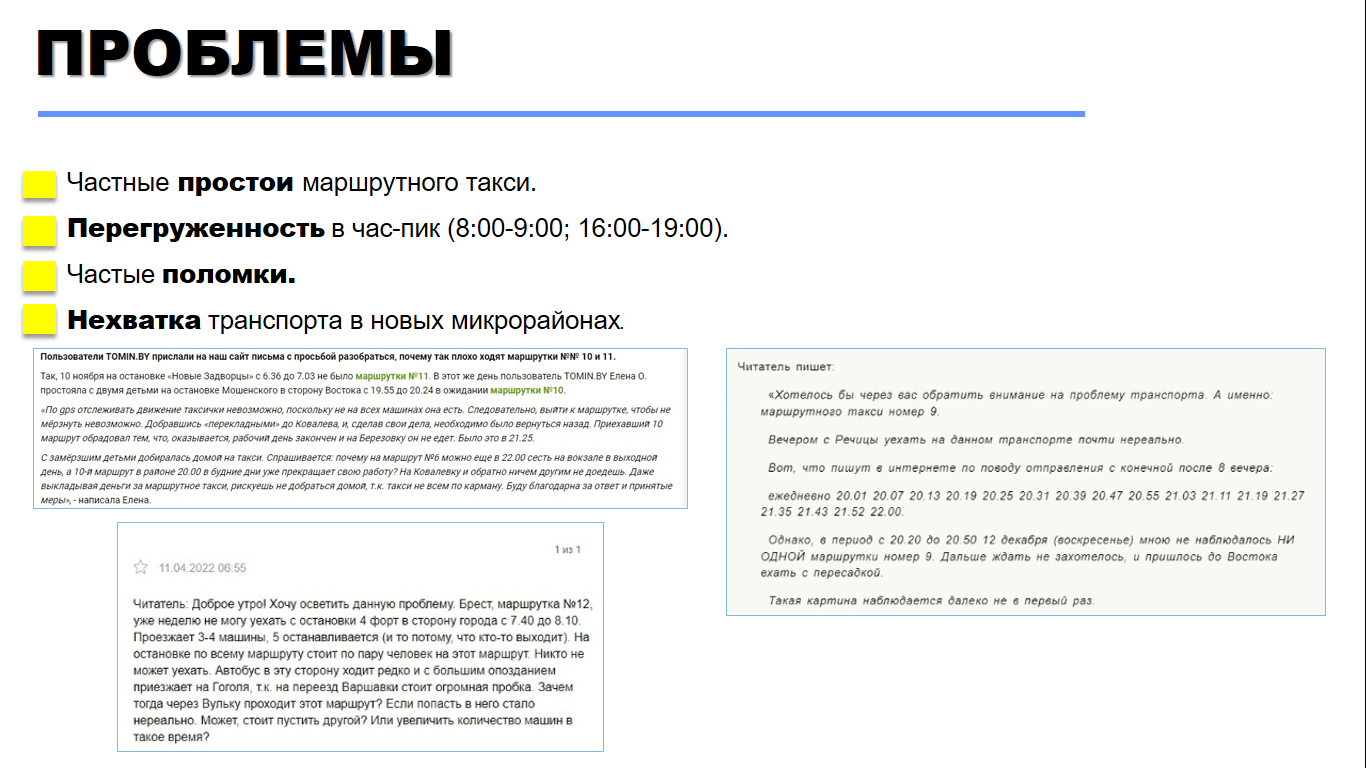 ПРОБЛЕМЫ
Частные простои маршрутного такси.
Перегруженность в час-пик (8:00-9:00; 16:00-19:00).
Частые поломки.
Нехватка транспорта в новых микрорайонах.
Пользователи TOMIN.BY прислали на наш сайт письма с просьбой разобраться, почему так плохо ходят маршрутки №№ 10 и 11.
Так, 10 ноября на остановке «Новые Задворцы» с 6.36 до 7.03 не было маршрутки №11. В этот же день пользователь TOMIN.BY Елена О.
простояла с двумя детьми на остановке Мошенского в сторону Востока с 19.55 до 20.24 в ожидании маршрутки №10.
«По gps отслеживать движение таксички невозможно, поскольку не на всех машинах она есть. Следовательно, выйти к маршрутке, чтобы не
мёрзнуть невозможно. Добравшись «перекладными» до Ковалева, и, сделав свои дела, необходимо было вернуться назад. Приехавший 10
маршрут обрадовал тем, что, оказывается, рабочий день закончен и на Березовку он не едет. Было это в 21.25.
С замёрзшим детьми добиралась домой на такси. Спрашивается: почему на маршрут №6 можно еще в 22.00 сесть на вокзале в выходной
день, а 10-й маршрут в районе 20.00 в будние дни уже прекращает свою работу? На Ковалевку и обратно ничем другим не доедешь. Даже
выкладывая деньги за маршрутное такси, рискуешь не добраться домой, т.к. такси не всем по карману. Буду благодарна за ответ и принятые
меры», - написала Елена.
Читатель пишет:
«Хотелось бы через вас обратить внимание на проблему транспорта. А именно:
маршрутного такси номер 9.
Вечером с Речицы уехать на данном транспорте почти нереально.
Вот, что пишут в интернете по поводу отправления с конечной после 8 вечера:
ежедневно 20.01 20.07 20.13 20.19 20.25 20.31 20.39 20.47 20.55 21.03 21.11 21.19 21.27
21.35 21.43 21.52 22.00.
Однако, в период с 20.20 до 20.50 12 декабря (воскресенье) мною не наблюдалось НИ
ОДНОЙ маршрутки номер 9. Дальше ждать не захотелось, и пришлось до Востока
ехать с пересадкой.
Такая картина наблюдается далеко не в первый раз.
1 из 1
11.04.2022 06:55
Читатель: Доброе утро! Хочу осветить данную проблему. Брест, маршрутка №12,
уже неделю не могу уехать с остановки 4 форт в сторону города с 7.40 до 8.10.
Проезжает 3-4 машины, 5 останавливается (и то потому, что кто-то выходит). На
остановке по всему маршруту стоит по пару человек на этот маршрут. Никто не
может уехать. Автобус в эту сторону ходит редко и с большим опозданием
приезжает на Гоголя, т.к. на переезд Варшавки стоит огромная пробка. Зачем
тогда через Вульку проходит этот маршрут? Если попасть в него стало
нереально. Может, стоит пустить другой? Или увеличить количество машин в
такое время?